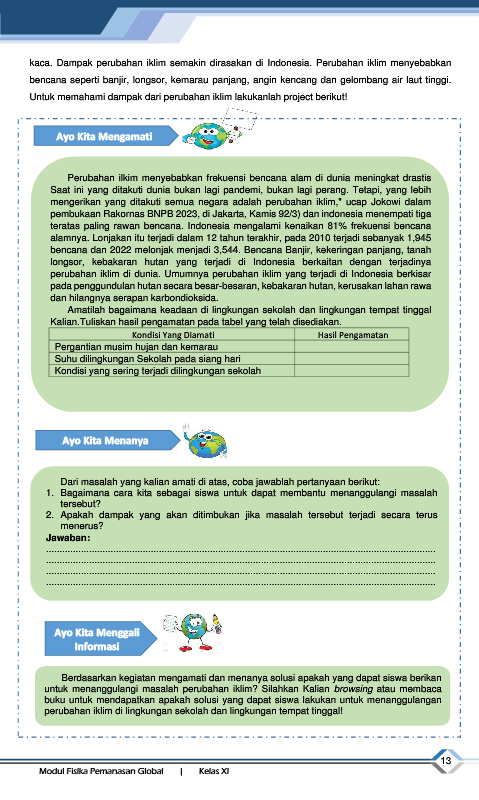 kaca. Dampak perubahan iklim semakin dirasakan di Indonesia. Perubahan iklim menyebabkan
bencana seperti banjir, longsor, kemarau panjang, angin kencang dan gelombang air laut tinggi.
Untuk memahami dampak dari perubahan iklim lakukanlah project berikut!
Ayo Kita Mengamati
Perubahan ilkim menyebabkan frekuensi bencana alam di dunia meningkat drastis
Saat ini yang ditakuti dunia bukan lagi pandemi, bukan lagi perang. Tetapi, yang lebih
mengerikan yang ditakuti semua negara adalah perubahan iklim," ucap Jokowi dalam
pembukaan Rakornas BNPB 2023, di Jakarta, Kamis 92/3) dan indonesia menempati tiga
teratas paling rawan bencana. Indonesia mengalami kenaikan 81% frekuensi bencana
alamnya. Lonjakan itu terjadi dalam 12 tahun terakhir, pada 2010 terjadi sebanyak 1,945
bencana dan 2022 melonjak menjadi 3,544. Bencana Banjir, kekeringan panjang, tanah
longsor, kebakaran hutan yang terjadi di Indonesia berkaitan dengan terjadinya
perubahan iklim di dunia. Umumnya perubahan iklim yang terjadi di Indonesia berkisar
pada penggundulan hutan secara besar-besaran, kebakaran hutan, kerusakan lahan rawa
dan hilangnya serapan karbondioksida.
Amatilah bagaimana keadaan di lingkungan sekolah dan lingkungan tempat tinggal
Kalian.Tuliskan hasil pengamatan pada tabel yang telah disediakan.
Kondisi Yang Diamati Hasil Pengamatan
Pergantian musim hujan dan kemarau
Suhu dilingkungan Sekolah pada siang hari
Kondisi yang sering terjadi dilingkungan sekolah
Ayo Kita Menanya
Dari masalah yang kalian amati di atas, coba jawablah pertanyaan berikut:
1. Bagaimana cara kita sebagai siswa untuk dapat membantu menanggulangi masalah
tersebut?
2. Apakah dampak yang akan ditimbukan jika masalah tersebut terjadi secara terus
menerus?
Jawaban:
Ayo Kita Menggali
Informasi
Berdasarkan kegiatan mengamati dan menanya solusi apakah yang dapat siswa berikan
untuk menanggulangi masalah perubahan iklim? Silahkan Kalian browsing atau membaca
buku untuk mendapatkan apakah solusi yang dapat siswa lakukan untuk menanggulangan
perubahan iklim di lingkungan sekolah dan lingkungan tempat tinggal!
13
Modul Fisika Pemanasan Global | Kelas XI